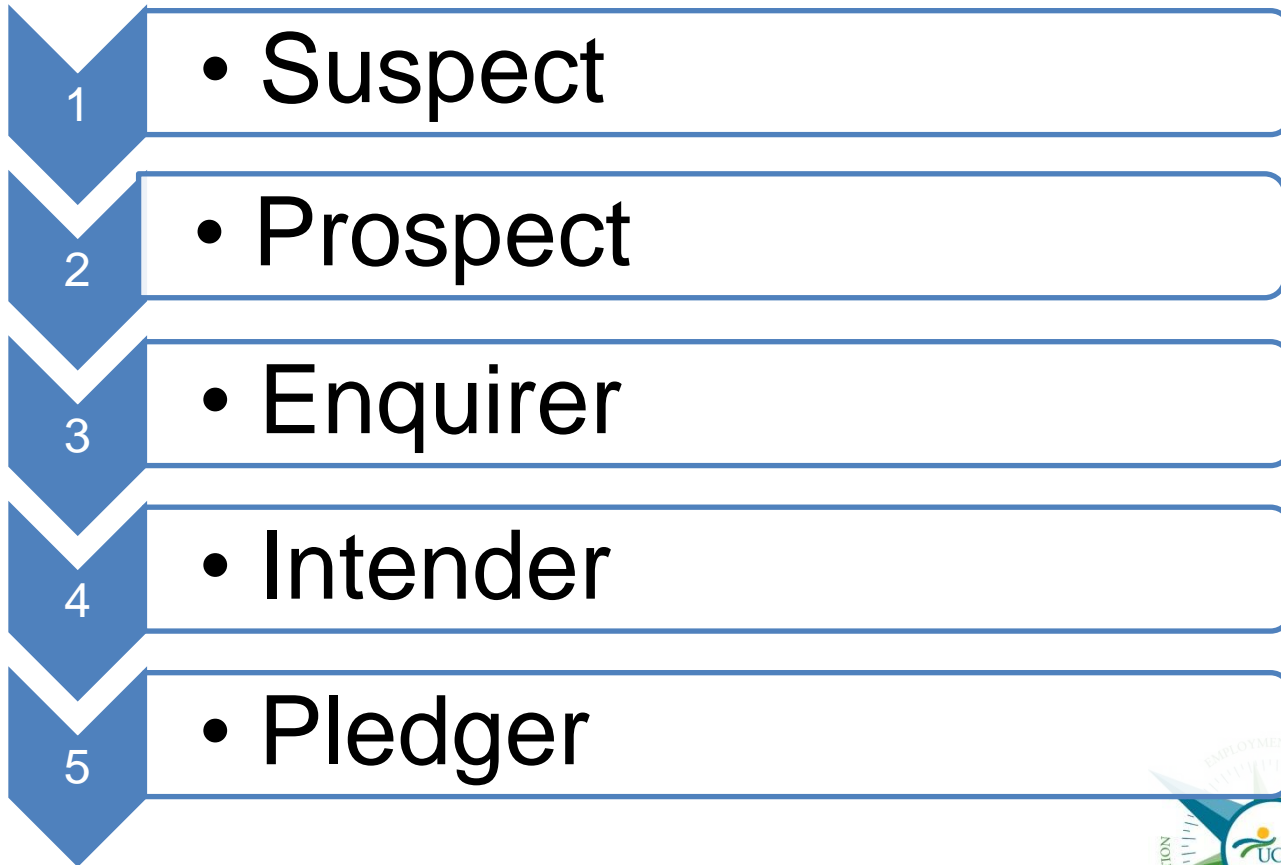 1
• Suspect
2
• Prospect
3
• Enquirer
4
• Intender
5
• Pledger